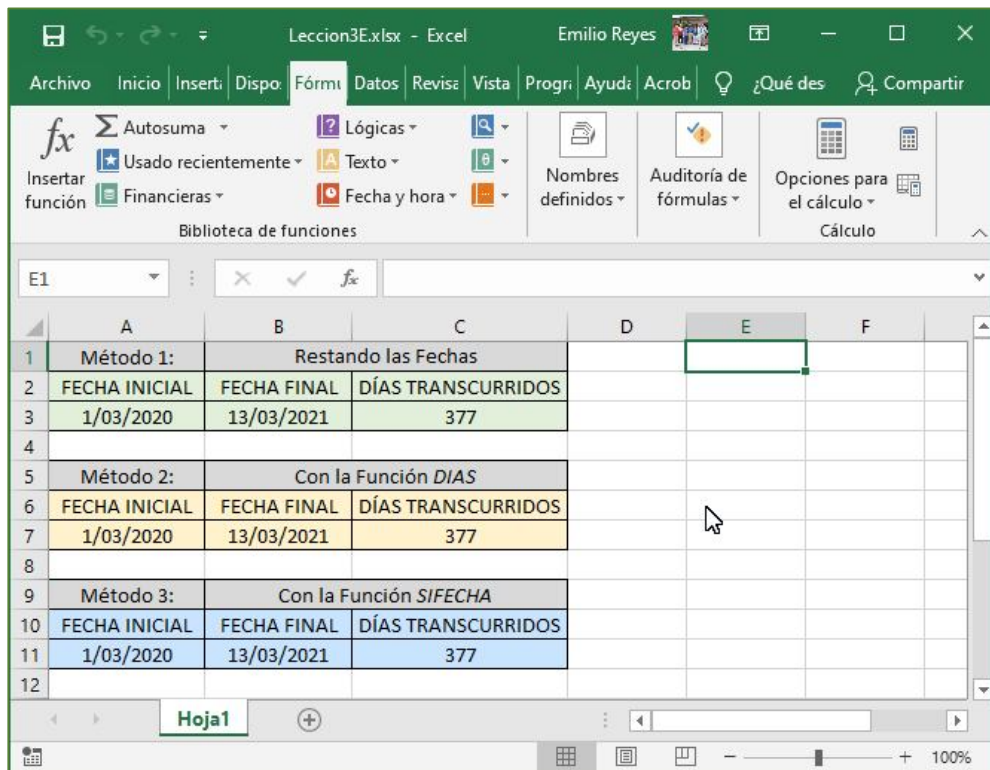 Leccion3E.xlsx - Excel Emilio Reyes
Archivo Inicio Insert: Dispo: Fórmu Datos Revisa Vista Progra Ayuda Acrob ¿Qué des Compartir
fx Insertar función
Autosuma
Usado recientemente
Financieras
Lógicas
Texto
Fecha y hora
Biblioteca de funciones
Nombres definidos
Auditoría de fórmulas
Opciones para el cálculo
Cálculo
E1 fx
A B C D E F
1 Método 1: Restando las Fechas
2 FECHA INICIAL FECHA FINAL DÍAS TRANSCURRIDOS
3 1/03/2020 13/03/2021 377
4
5 Método 2: Con la Función DIAS
6 FECHA INICIAL FECHA FINAL DÍAS TRANSCURRIDOS
7 1/03/2020 13/03/2021 377
8
9 Método 3: Con la Función SIFECHA
10 FECHA INICIAL FECHA FINAL DÍAS TRANSCURRIDOS
11 1/03/2020 13/03/2021 377
12
Hoja1
100%